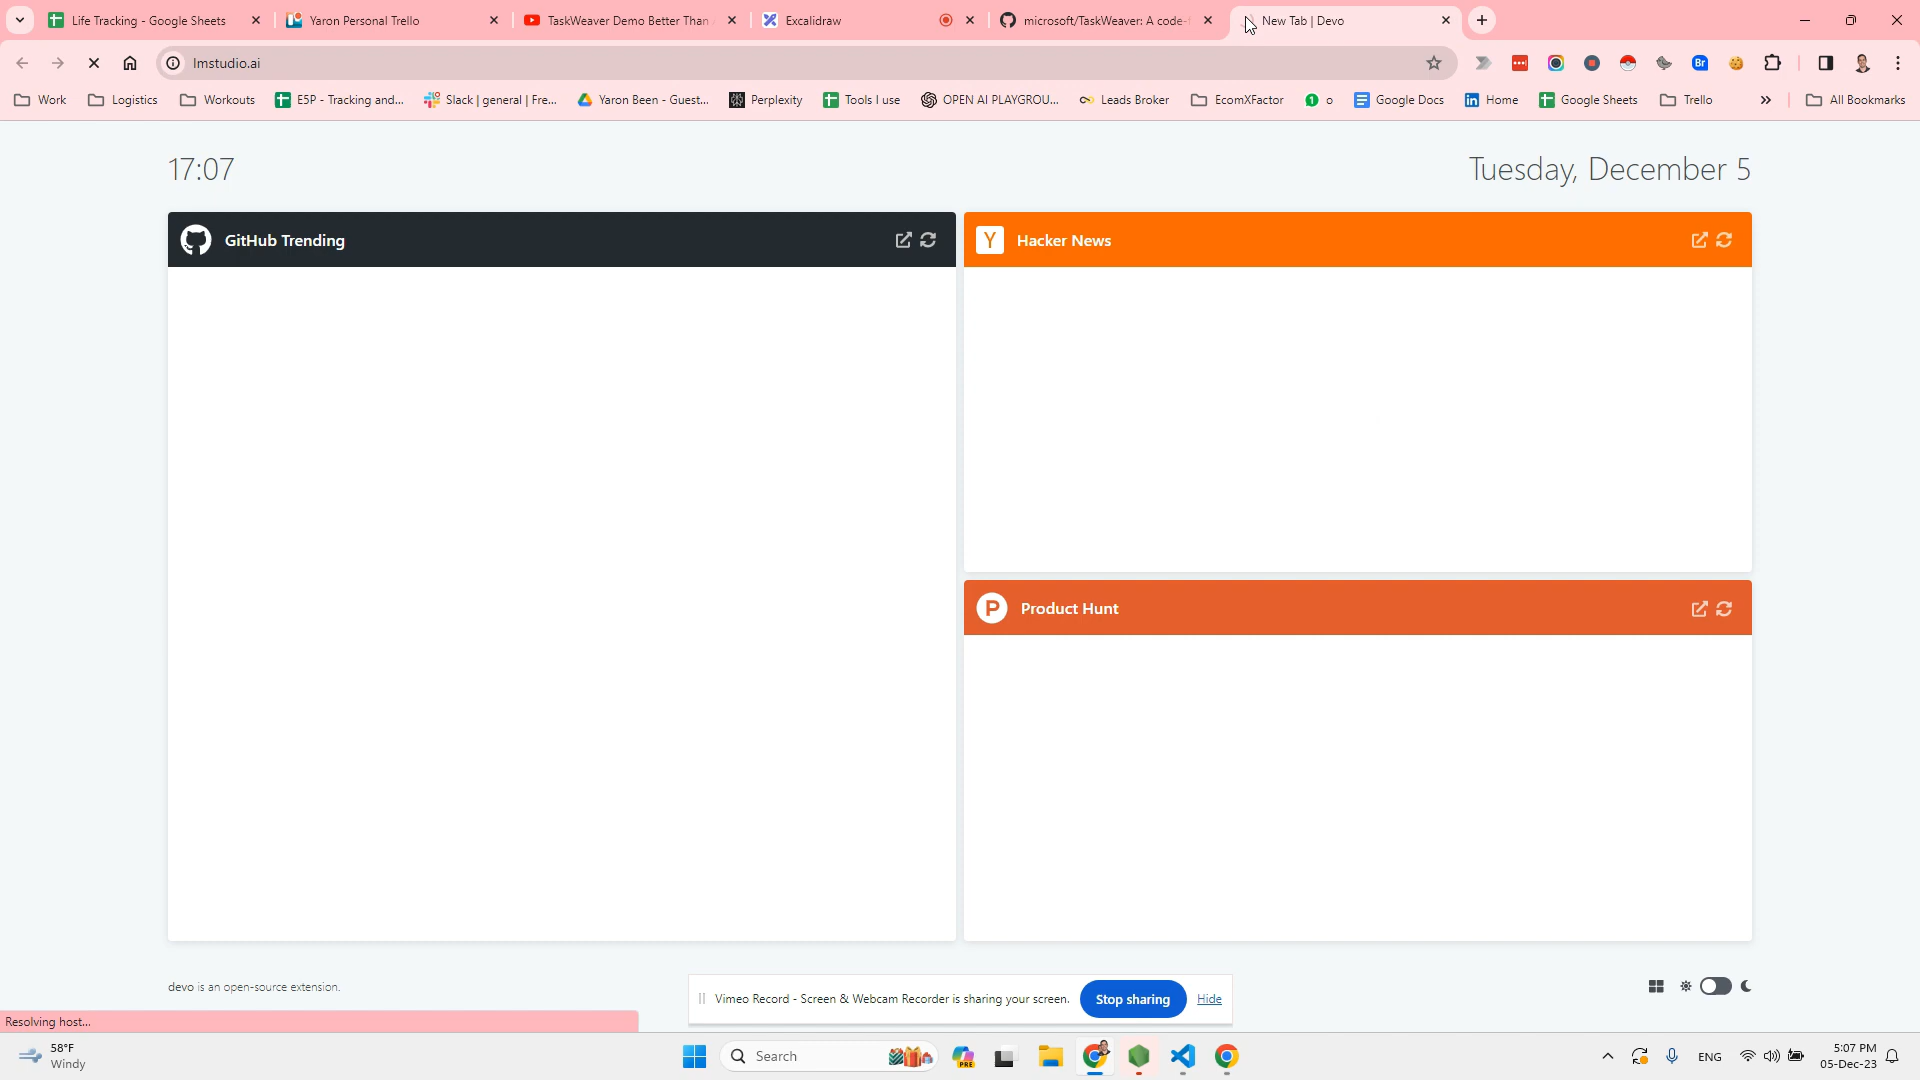 Life Tracking - Google Sheets
Yaron Personal Trello
TaskWeaver Demo Better Than
Excalidraw
microsoft/TaskWeaver: A code-
New Tab | Devo
lmstudio.ai
Work
Logistics
Workouts
E5P - Tracking and...
Slack | general | Fre...
Yaron Been - Guest...
Perplexity
Tools I use
OPEN AI PLAYGROU...
Leads Broker
EcomXFactor
1 o
Google Docs
Home
Google Sheets
Trello
All Bookmarks
17:07
Tuesday, December 5
GitHub Trending
Y Hacker News
P Product Hunt
devo is an open-source extension.
Vimeo Record - Screen & Webcam Recorder is sharing your screen.
Stop sharing
Hide
Resolving host...
58°F
Windy
Search
PRE
ENG
5:07 PM
05-Dec-23